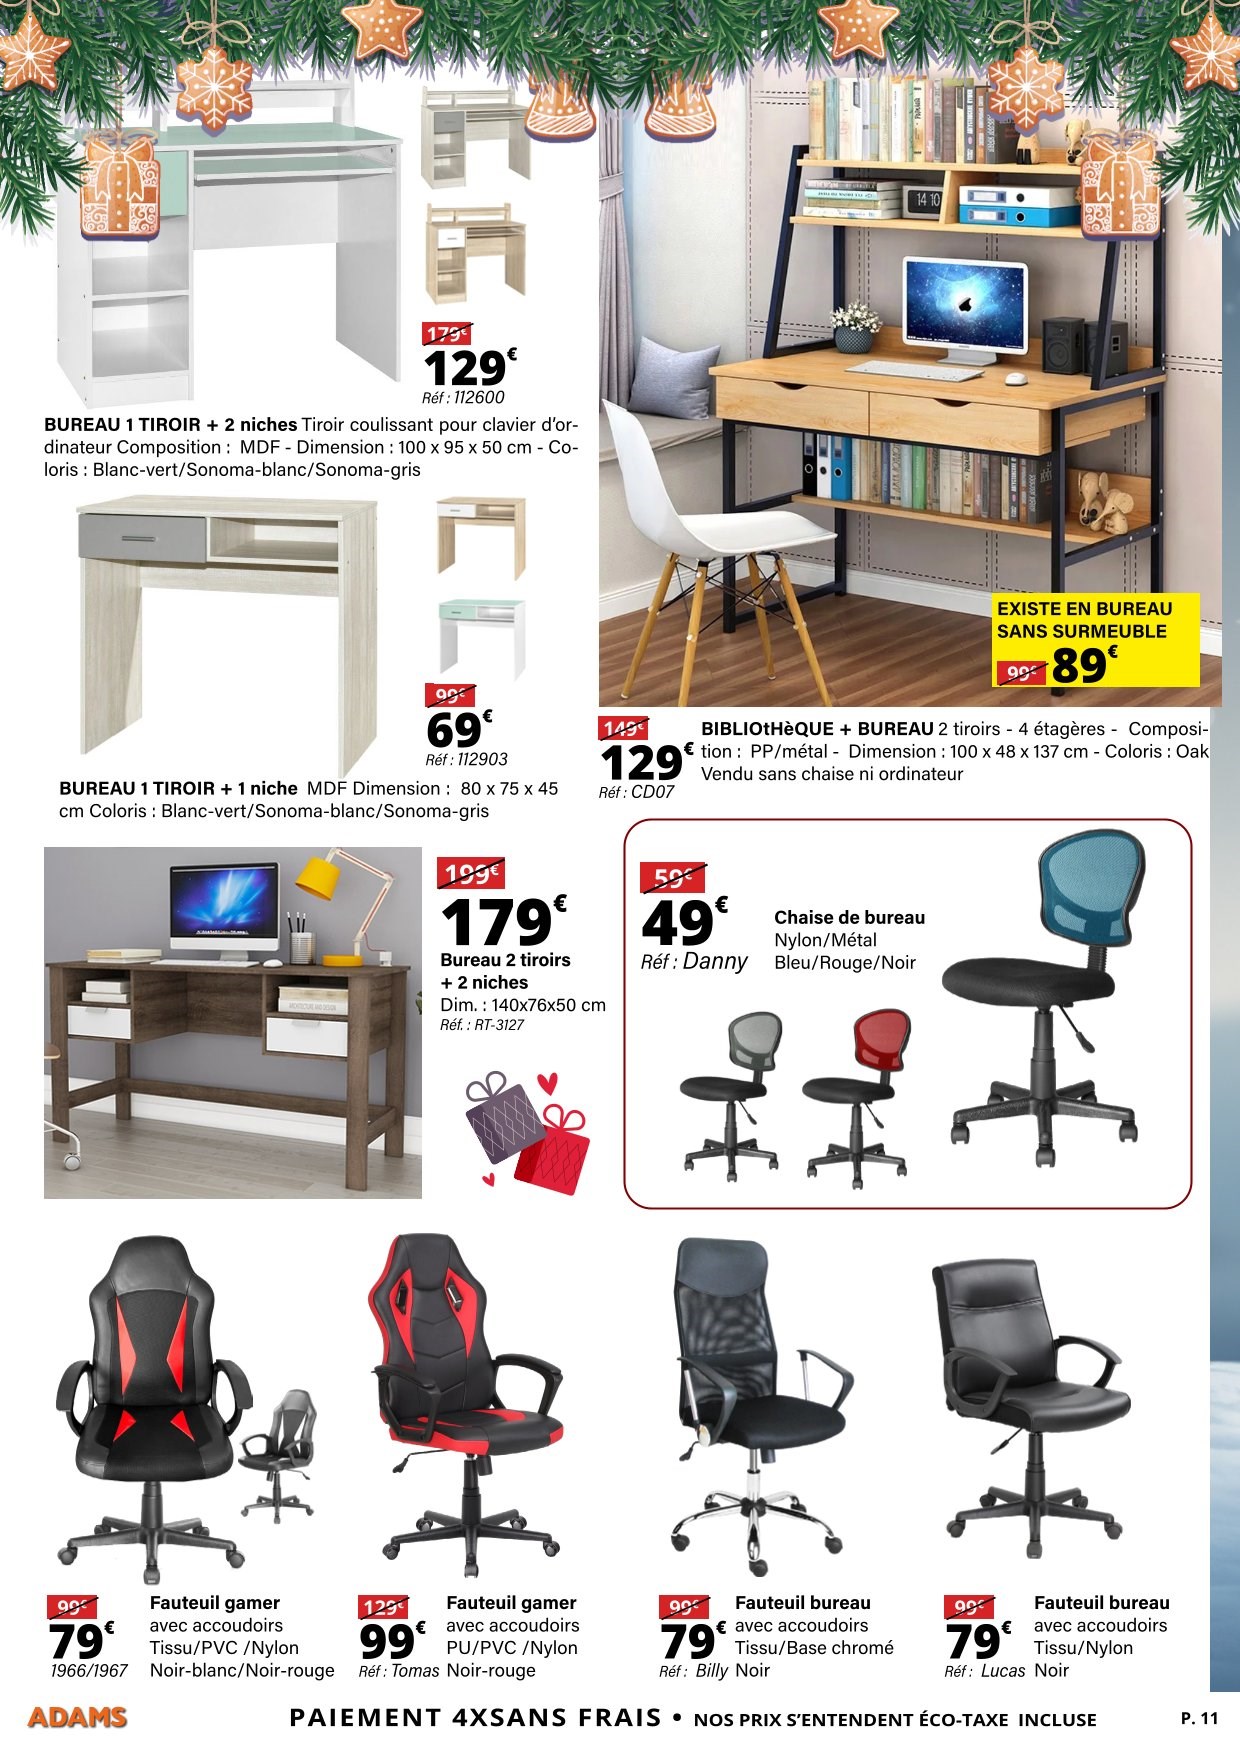 179€
129€
Réf : 112600
BUREAU 1 TIROIR + 2 niches Tiroir coulissant pour clavier d'or-
dinateur Composition : MDF - Dimension : 100 x 95 x 50 cm - Co-
loris : Blanc-vert/Sonoma-blanc/Sonoma-gris
99€
69€
Réf : 112903
BUREAU 1 TIROIR + 1 niche MDF Dimension : 80 x 75 x 45
cm Coloris : Blanc-vert/Sonoma-blanc/Sonoma-gris
14 10
EXISTE EN BUREAU
SANS SURMEUBLE
99€ 89€
149€
129€
Réf : CD07
BIBLIOtHèQUE + BUREAU 2 tiroirs - 4 étagères - Composi-
tion : PP/métal - Dimension : 100 x 48 x 137 cm - Coloris : Oak
Vendu sans chaise ni ordinateur
199€
179€
Bureau 2 tiroirs
+ 2 niches
Dim. : 140x76x50 cm
Réf. : RT-3127
59€
49€
Réf : Danny
Chaise de bureau
Nylon/Métal
Bleu/Rouge/Noir
99€
79€
1966/1967
Fauteuil gamer
avec accoudoirs
Tissu/PVC /Nylon
Noir-blanc/Noir-rouge
129€
99€
Réf : Tomas
Fauteuil gamer
avec accoudoirs
PU/PVC /Nylon
Noir-rouge
99€
79€
Réf : Billy
Fauteuil bureau
avec accoudoirs
Tissu/Base chromé
Noir
99€
79€
Réf : Lucas
Fauteuil bureau
avec accoudoirs
Tissu/Nylon
Noir
ADAMS
PAIEMENT 4XSANS FRAIS • NOS PRIX S'ENTENDENT ÉCO-TAXE INCLUSE
P. 11